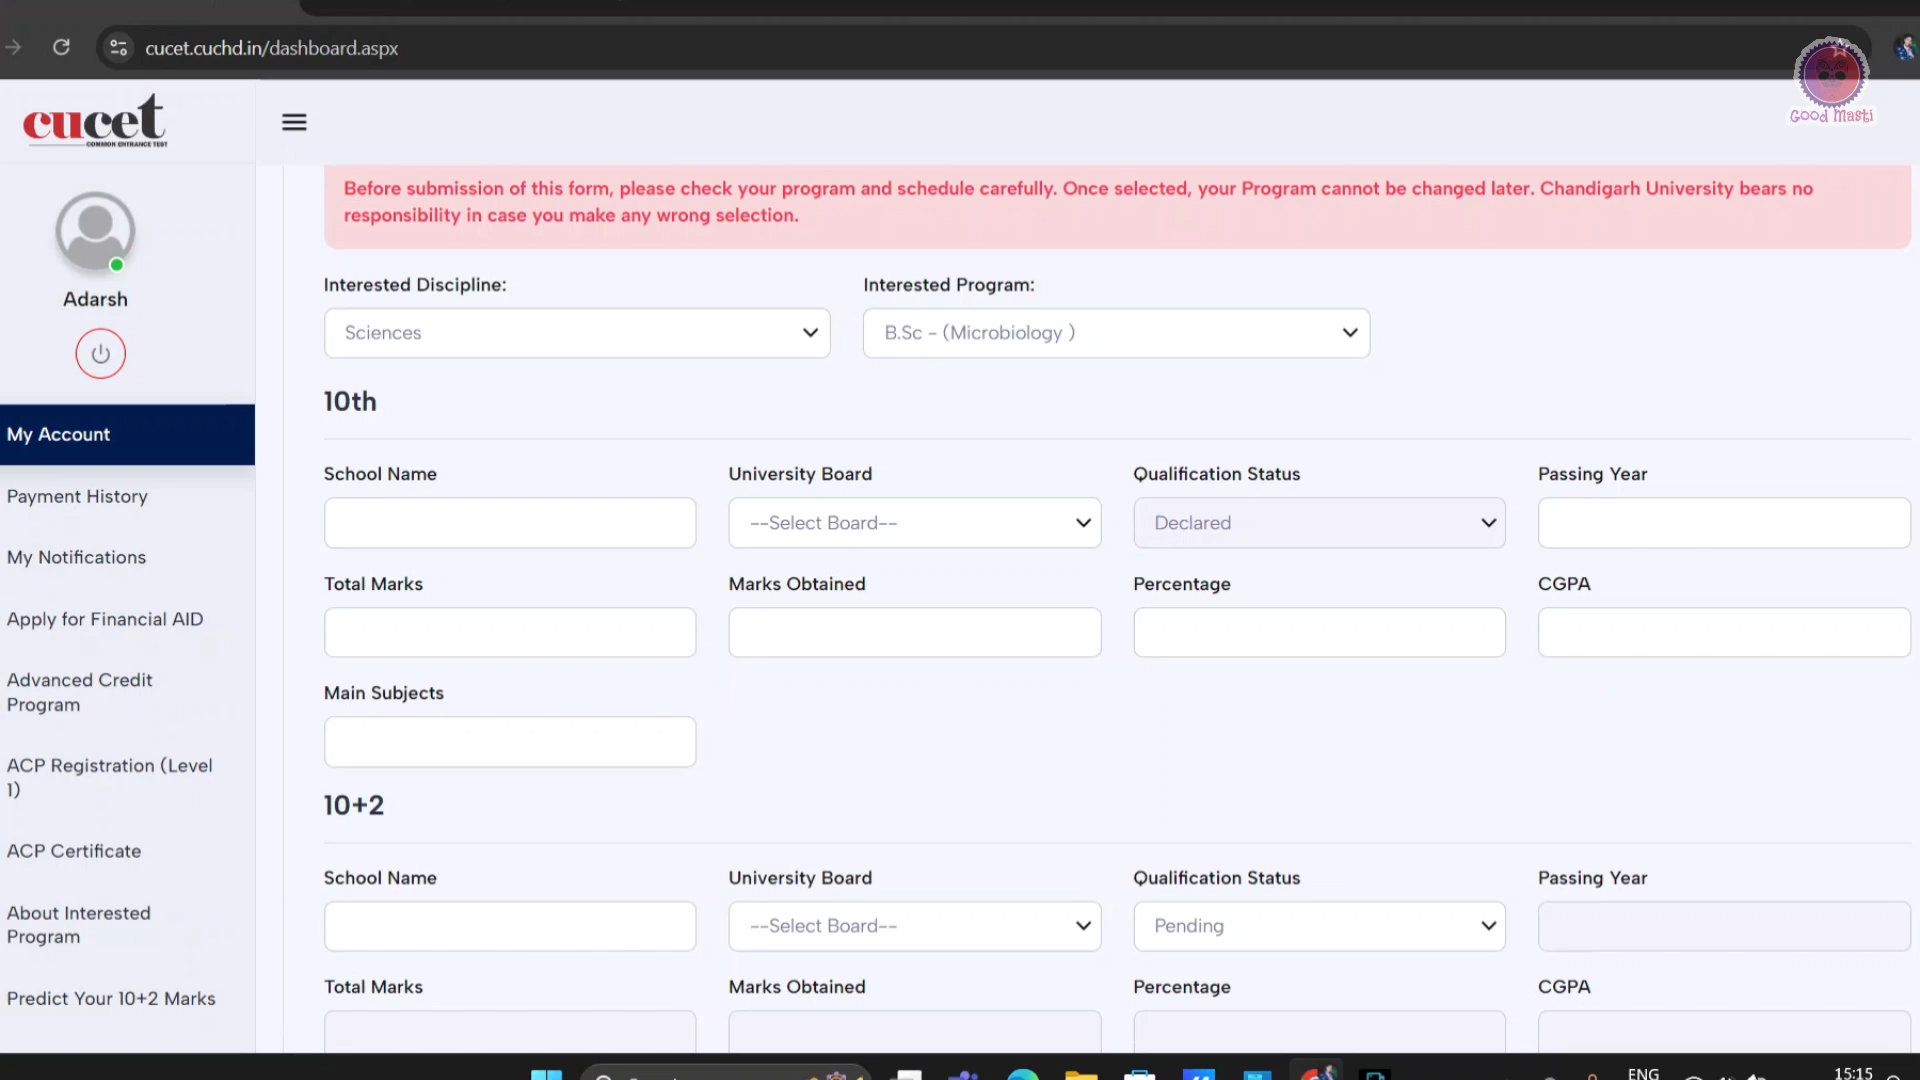 cucet.cuchd.in/dashboard.aspx
Good Masti
cucet
COMMON ENTRANCE TEST
Before submission of this form, please check your program and schedule carefully. Once selected, your Program cannot be changed later. Chandigarh University bears no
responsibility in case you make any wrong selection.
Adarsh
My Account
Payment History
My Notifications
Apply for Financial AID
Advanced Credit
Program
ACP Registration (Level
1)
ACP Certificate
About Interested
Program
Predict Your 10+2 Marks
Interested Discipline: Interested Program:
Sciences B.Sc - (Microbiology )
10th
School Name University Board Qualification Status Passing Year
--Select Board-- Declared
Total Marks Marks Obtained Percentage CGPA
Main Subjects
10+2
School Name University Board Qualification Status Passing Year
--Select Board-- Pending
Total Marks Marks Obtained Percentage CGPA
ENG 15:15